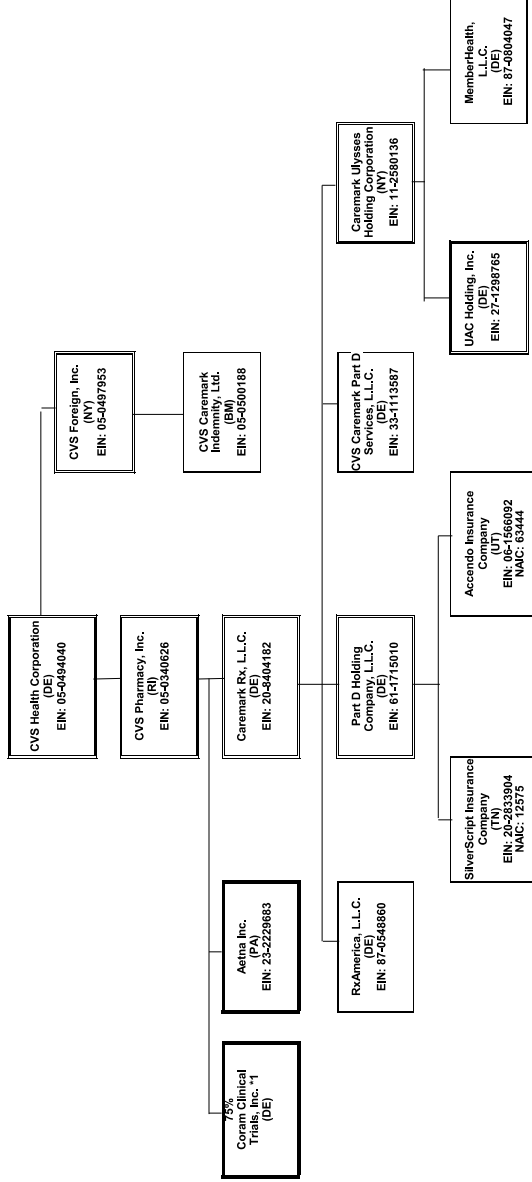 CVS Health Corporation
(DE)
EIN: 05-0494040
CVS Foreign, Inc.
(NY)
EIN: 05-0497953
CVS Pharmacy, Inc.
(RI)
EIN: 05-0340626
CVS Caremark
Indemnity, Ltd.
(BM)
EIN: 05-0500188
75%
Coram Clinical
Trials, Inc. *1
(DE)
Aetna Inc.
(PA)
EIN: 23-2229683
Caremark Rx, L.L.C.
(DE)
EIN: 20-8404182
RxAmerica, L.L.C.
(DE)
EIN: 87-0548860
Part D Holding
Company, L.L.C.
(DE)
EIN: 61-1715010
CVS Caremark Part D
Services, L.L.C.
(DE)
EIN: 33-1113587
Caremark Ulysses
Holding Corporation
(NY)
EIN: 11-2580136
SilverScript Insurance
Company
(TN)
EIN: 20-2833904
NAIC: 12575
Accendo Insurance
Company
(UT)
EIN: 06-1566092
NAIC: 63444
UAC Holding, Inc.
(DE)
EIN: 27-1298765
MemberHealth,
L.L.C.
(DE)
EIN: 87-0804047